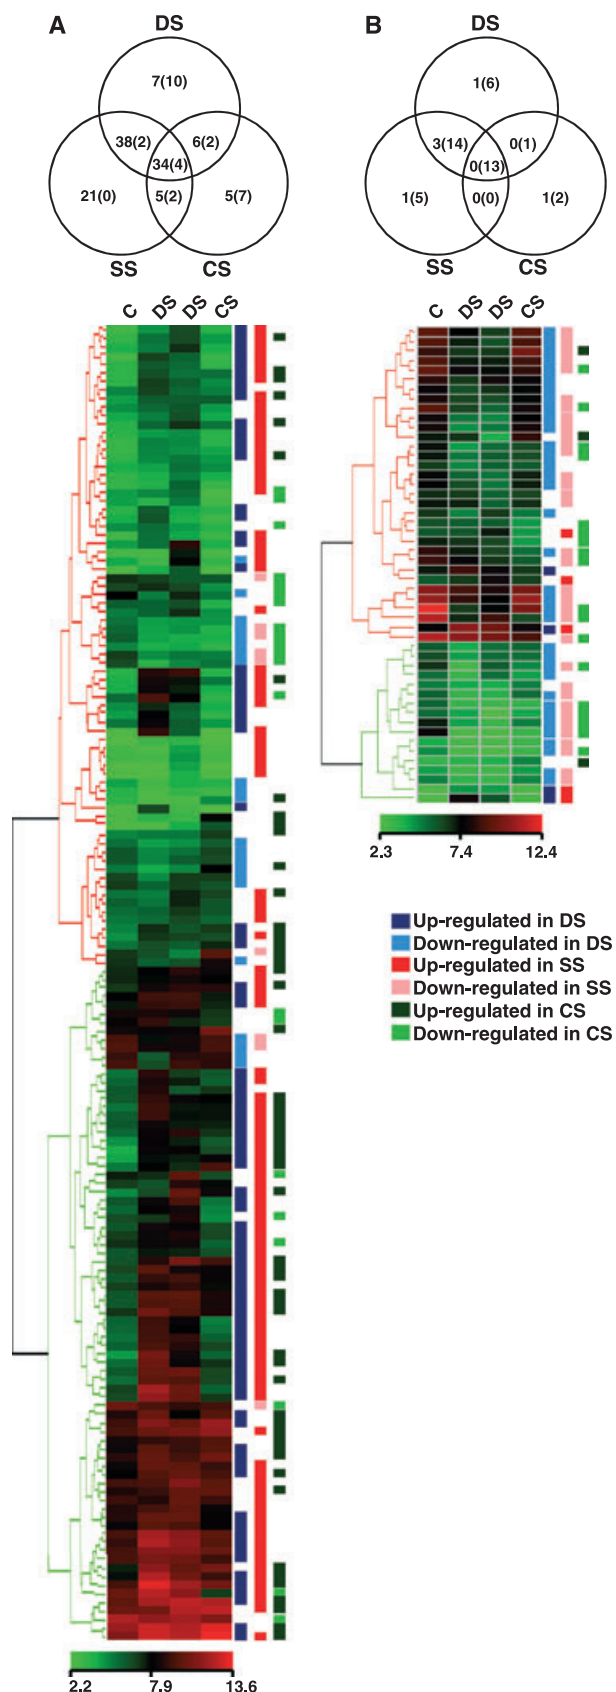 A
DS
7(10)
38(2)
6(2)
34(4)
21(0)
5(2)
5(7)
SS
CS
C
DS
DS
CS
2.2
7.9
13.6
B
DS
1(6)
3(14)
0(1)
0(13)
1(5)
0(0)
1(2)
SS
CS
C
DS
DS
CS
2.3
7.4
12.4
Up-regulated in DS
Down-regulated in DS
Up-regulated in SS
Down-regulated in SS
Up-regulated in CS
Down-regulated in CS